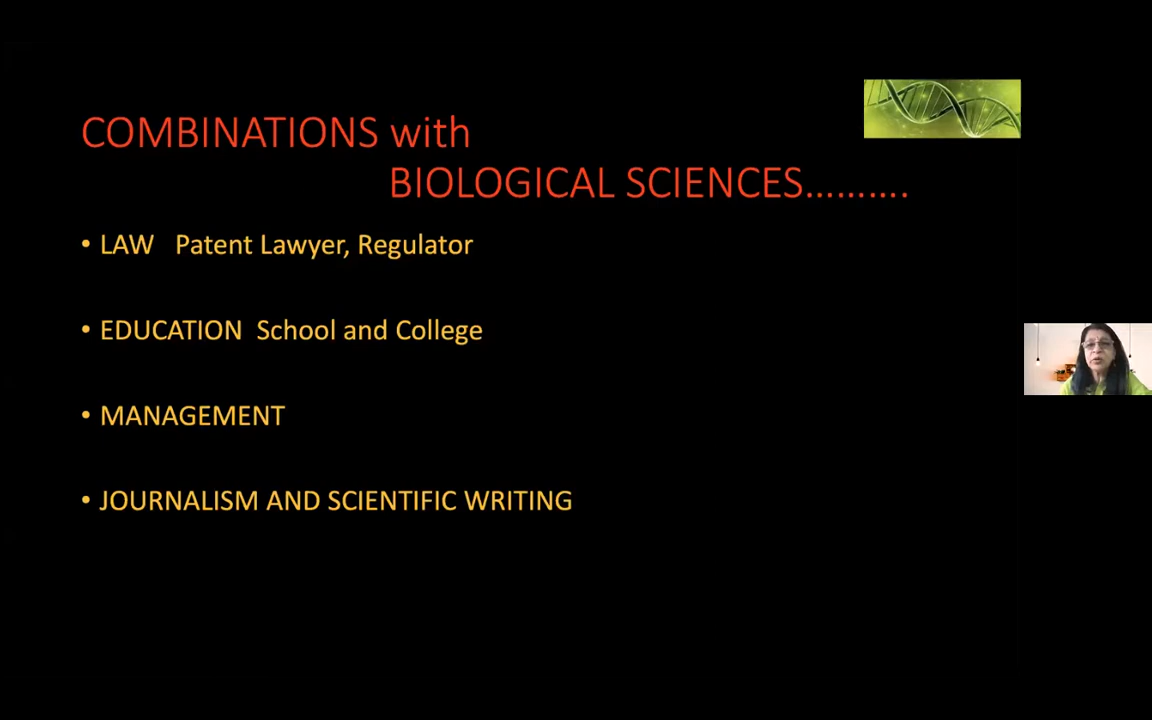 COMBINATIONS with
BIOLOGICAL SCIENCES……….
• LAW   Patent Lawyer, Regulator
• EDUCATION  School and College
• MANAGEMENT
• JOURNALISM AND SCIENTIFIC WRITING